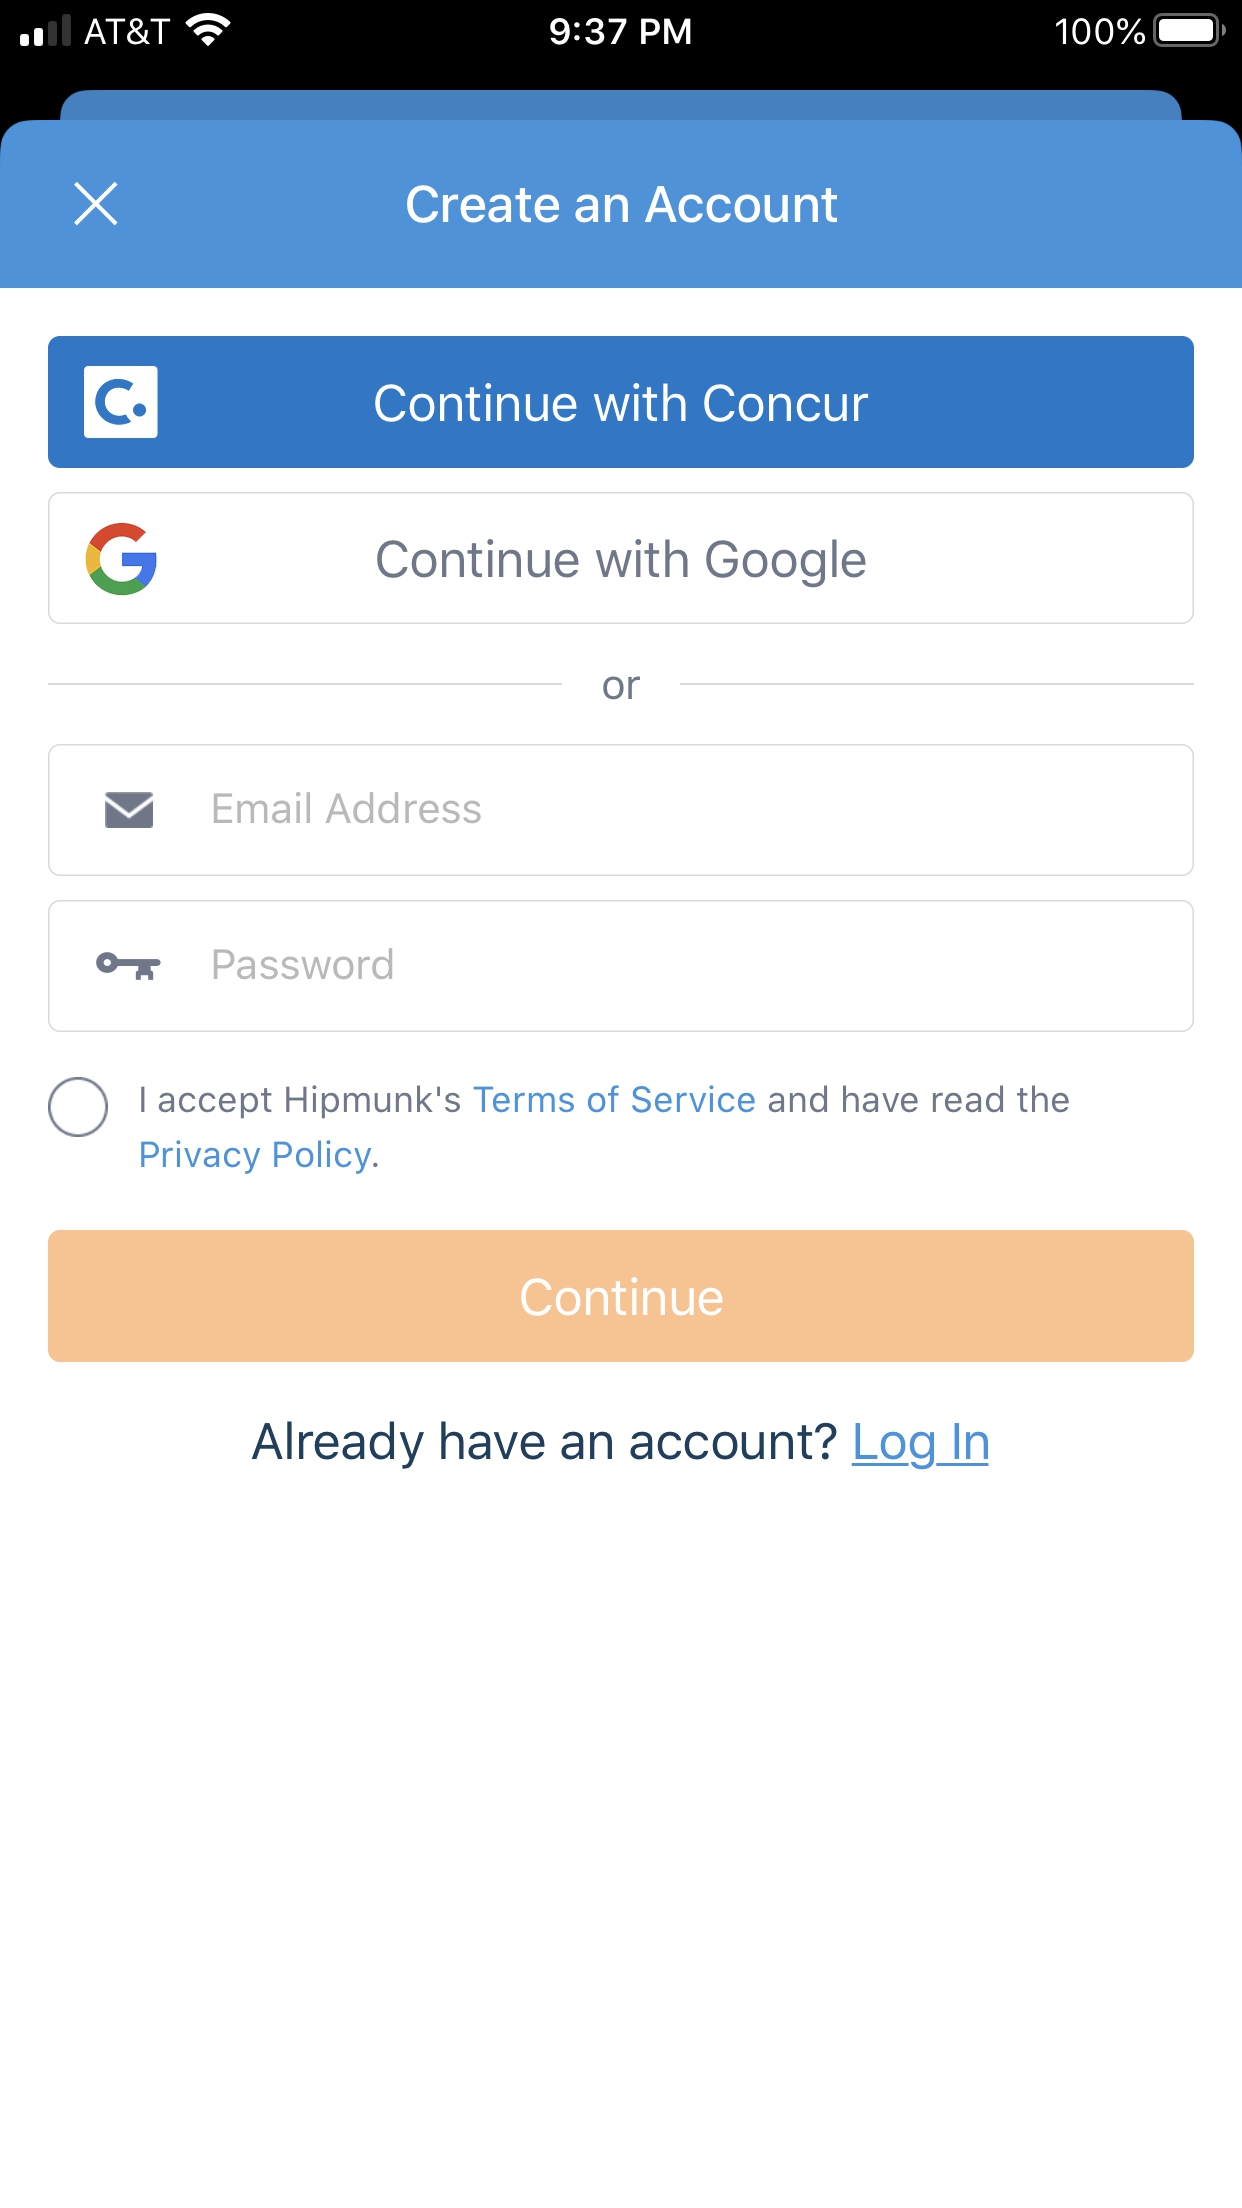 AT&T 9:37 PM 100%
Create an Account
Continue with Concur
Continue with Google
or
Email Address
Password
I accept Hipmunk's Terms of Service and have read the
Privacy Policy.
Continue
Already have an account? Log In